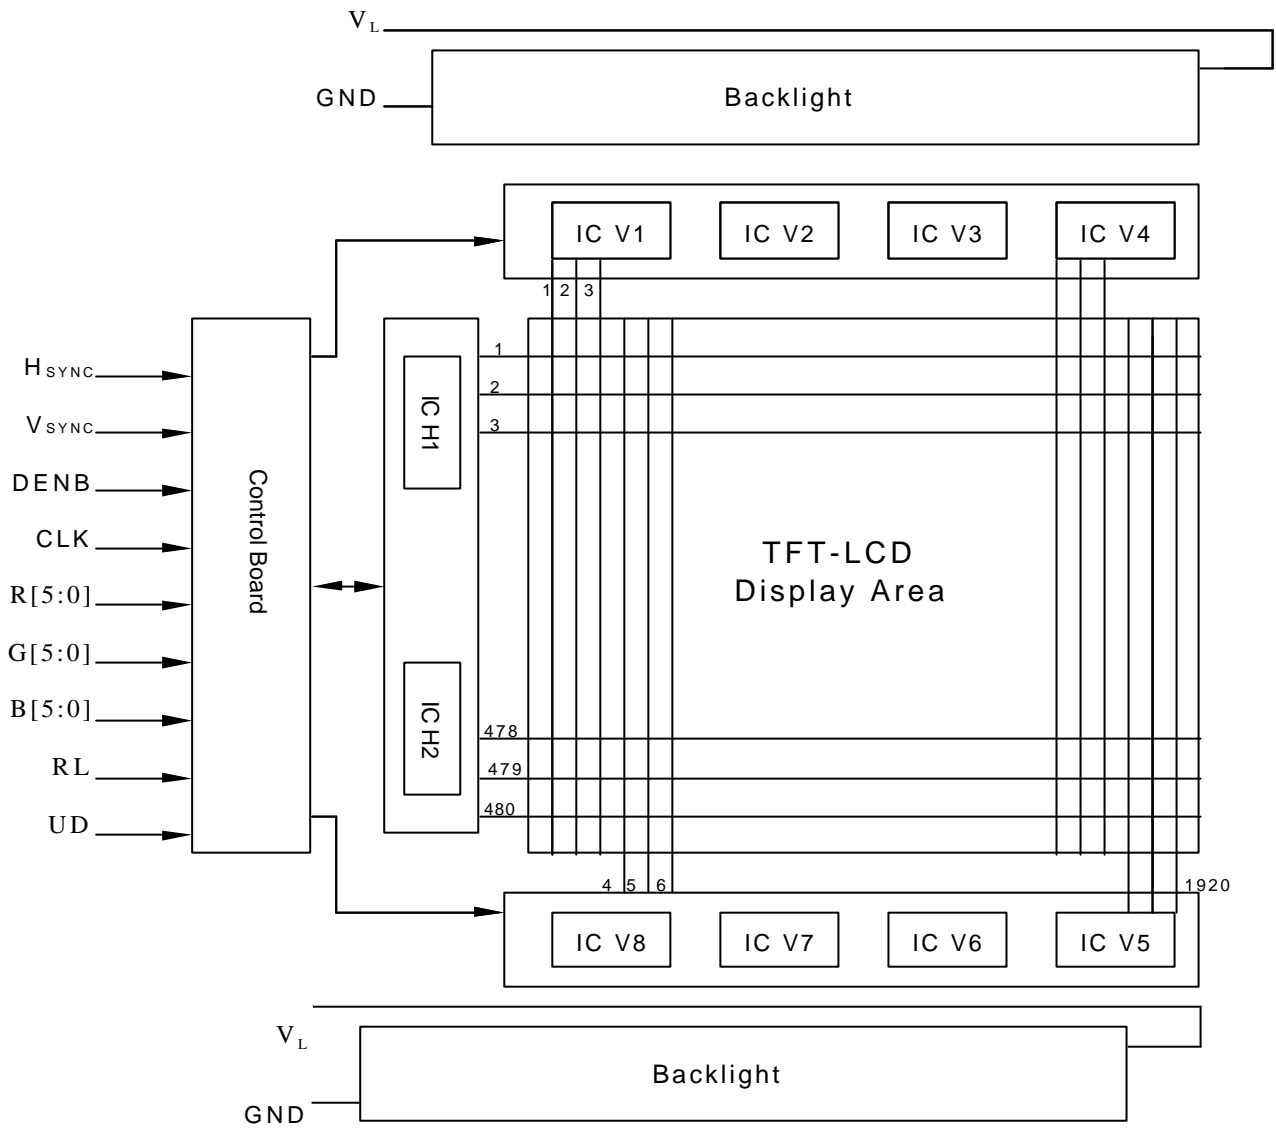 VL
GND
Backlight
IC V1
IC V2
IC V3
IC V4
1 2 3
HSYNC
VSYNC
DENB
CLK
R[5:0]
G[5:0]
B[5:0]
RL
UD
Control Board
IC H1
IC H2
1
2
3
TFT-LCD
Display Area
478
479
480
4 5 6
1920
IC V8
IC V7
IC V6
IC V5
VL
Backlight
GND